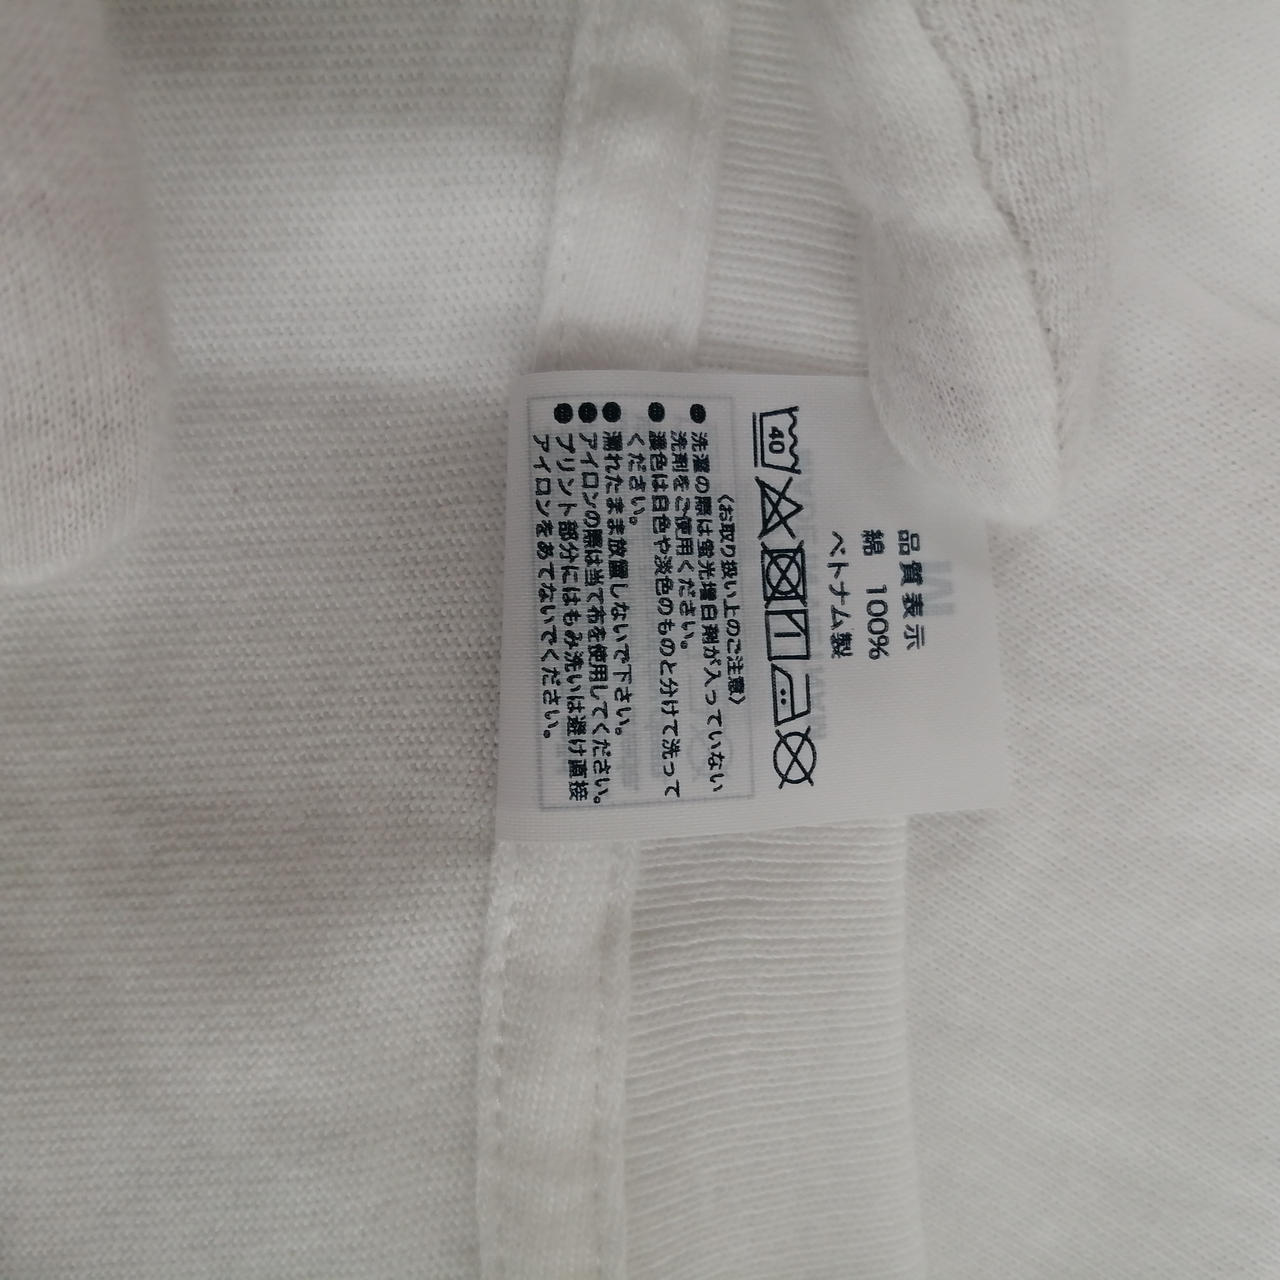 品質表示
綿 100%
ベトナム製
40
〈お取り扱い上のご注意〉
●洗濯の際は蛍光増白剤が入っていない
洗剤をご使用ください。
●濃色は白色や淡色のものと分けて洗って
ください。
●濡れたまま放置しないで下さい。
●アイロンの際は当て布を使用してください。
●プリント部分にはもみ洗いは避け直接
アイロンをあてないでください。